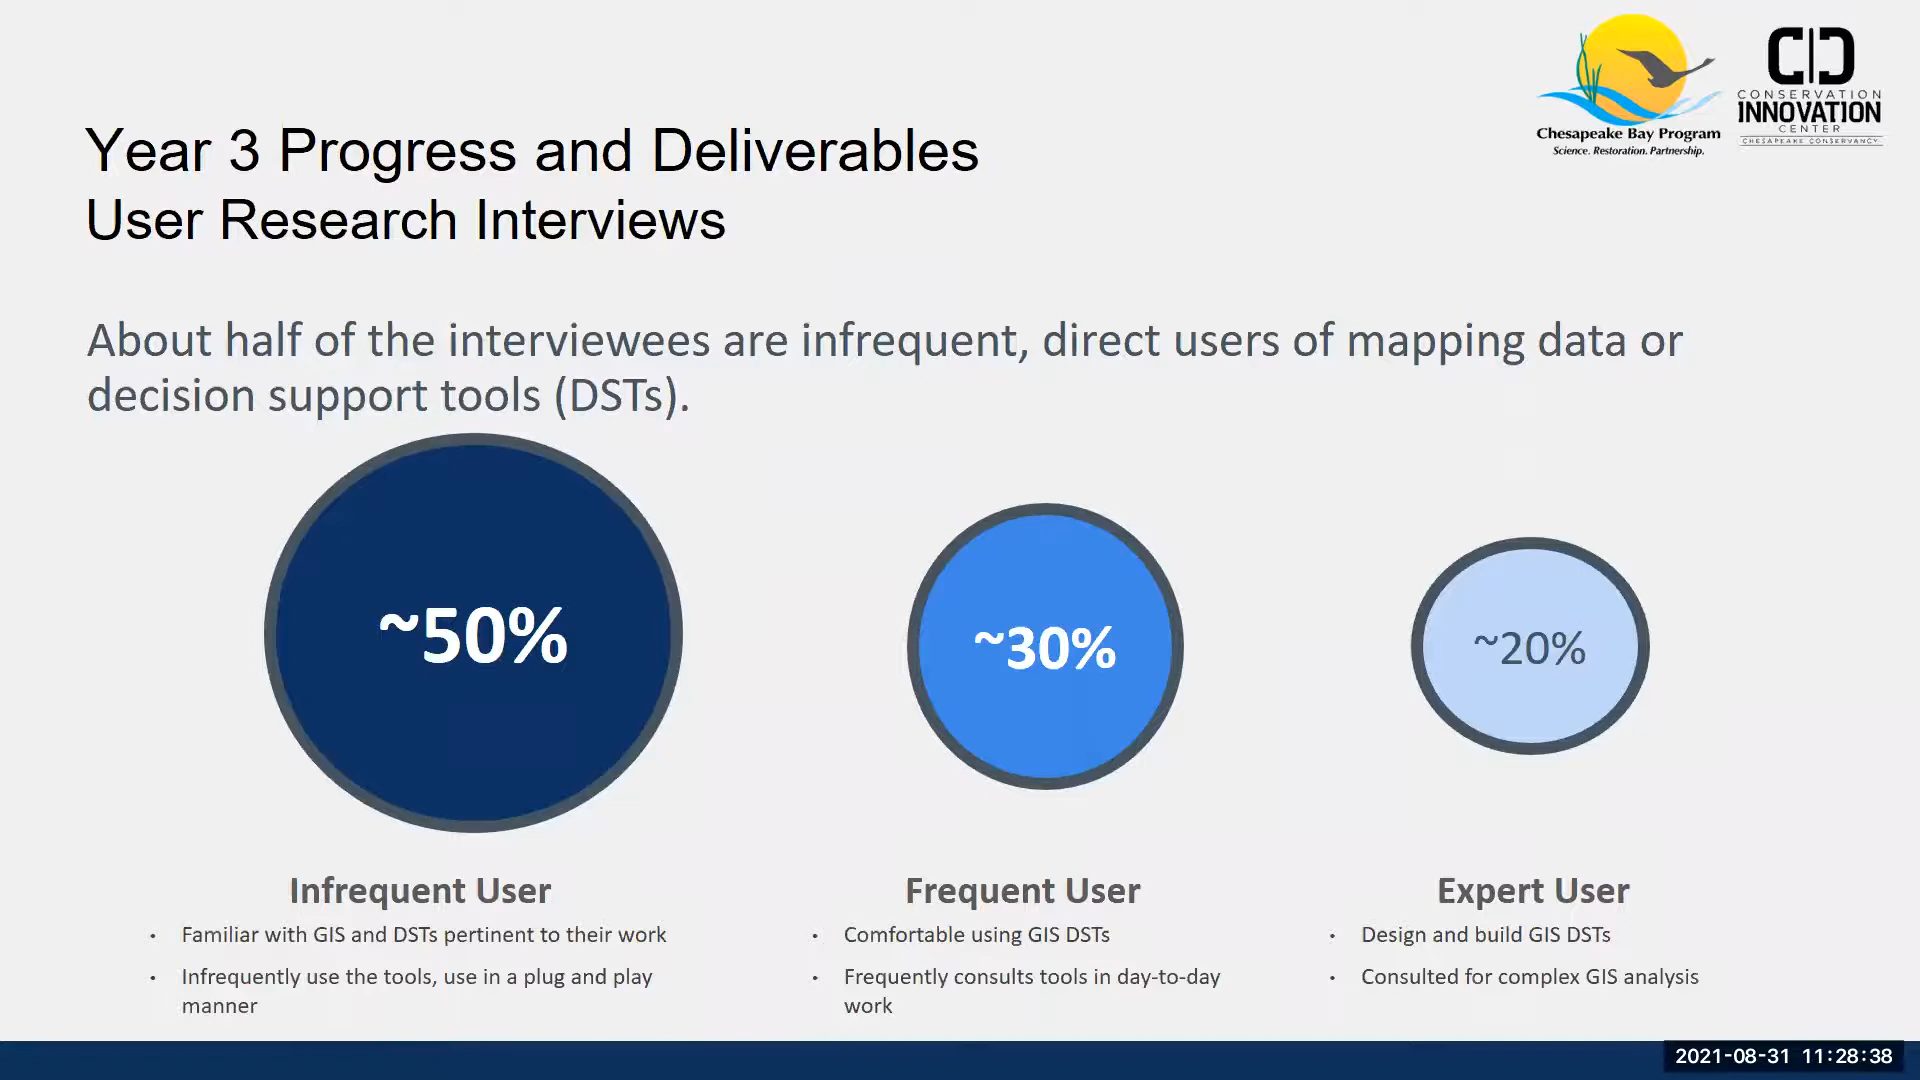 Chesapeake Bay Program
Science. Restoration. Partnership.
CONSERVATION
INNOVATION
CENTER
CHESAPEAKE CONSERVANCY
Year 3 Progress and Deliverables
User Research Interviews
About half of the interviewees are infrequent, direct users of mapping data or
decision support tools (DSTs).
~50%
~30%
~20%
Infrequent User
• Familiar with GIS and DSTs pertinent to their work
• Infrequently use the tools, use in a plug and play
manner
Frequent User
• Comfortable using GIS DSTs
• Frequently consults tools in day-to-day
work
Expert User
• Design and build GIS DSTs
• Consulted for complex GIS analysis
2021-08-31 11:28:38